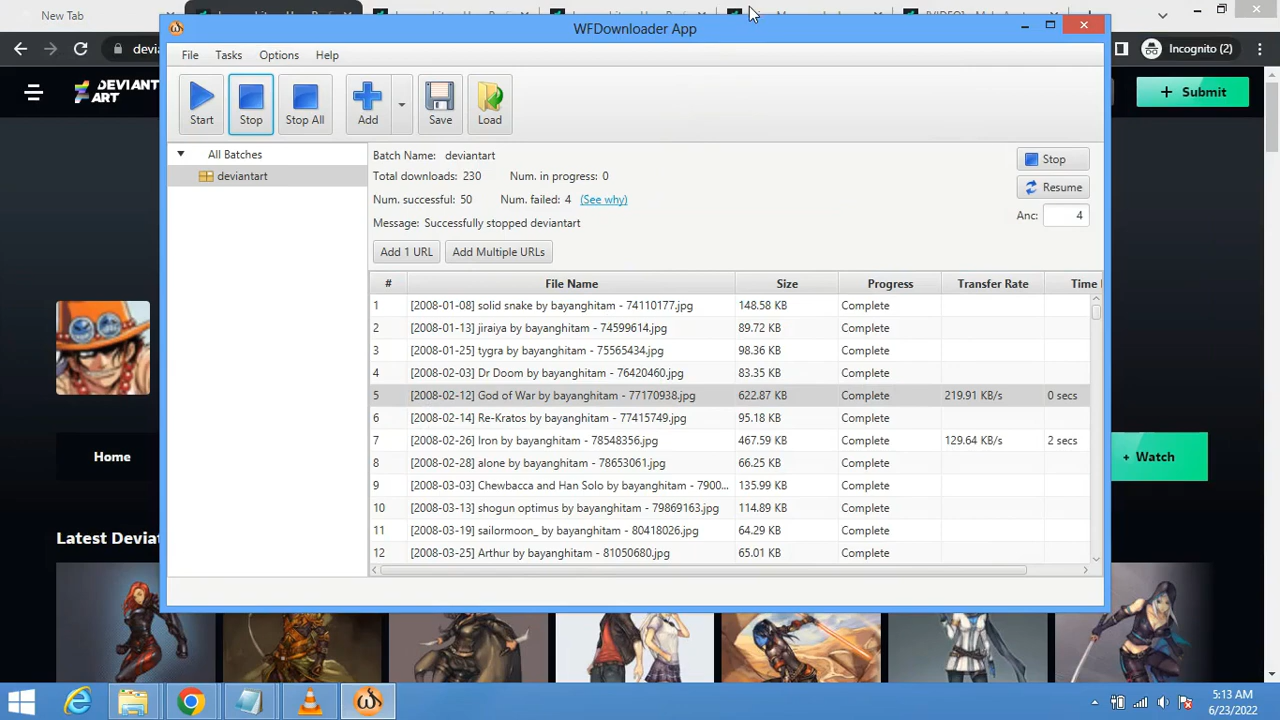 New Tab
WFDownloader App
devia
Incognito (2)
File Tasks Options Help
DEVIANT
ART
Start Stop Stop All Add Save Load
Submit
All Batches
deviantart
Batch Name: deviantart
Total downloads: 230 Num. in progress: 0
Num. successful: 50 Num. failed: 4 (See why)
Message: Successfully stopped deviantart
Stop
Resume
Anc: 4
Add 1 URL Add Multiple URLs
# File Name Size Progress Transfer Rate Time
1 [2008-01-08] solid snake by bayanghitam - 74110177.jpg 148.58 KB Complete
2 [2008-01-13] jiraiya by bayanghitam - 74599614.jpg 89.72 KB Complete
3 [2008-01-25] tygra by bayanghitam - 75565434.jpg 98.36 KB Complete
4 [2008-02-03] Dr Doom by bayanghitam - 76420460.jpg 83.35 KB Complete
5 [2008-02-12] God of War by bayanghitam - 77170938.jpg 622.87 KB Complete 219.91 KB/s 0 secs
6 [2008-02-14] Re-Kratos by bayanghitam - 77415749.jpg 95.18 KB Complete
7 [2008-02-26] Iron by bayanghitam - 78548356.jpg 467.59 KB Complete 129.64 KB/s 2 secs
8 [2008-02-28] alone by bayanghitam - 78653061.jpg 66.25 KB Complete
9 [2008-03-03] Chewbacca and Han Solo by bayanghitam - 7900... 135.99 KB Complete
10 [2008-03-13] shogun optimus by bayanghitam - 79869163.jpg 114.89 KB Complete
11 [2008-03-19] sailormoon_ by bayanghitam - 80418026.jpg 64.29 KB Complete
12 [2008-03-25] Arthur by bayanghitam - 81050680.jpg 65.01 KB Complete
Home
+ Watch
Latest Devia
5:13 AM
6/23/2022